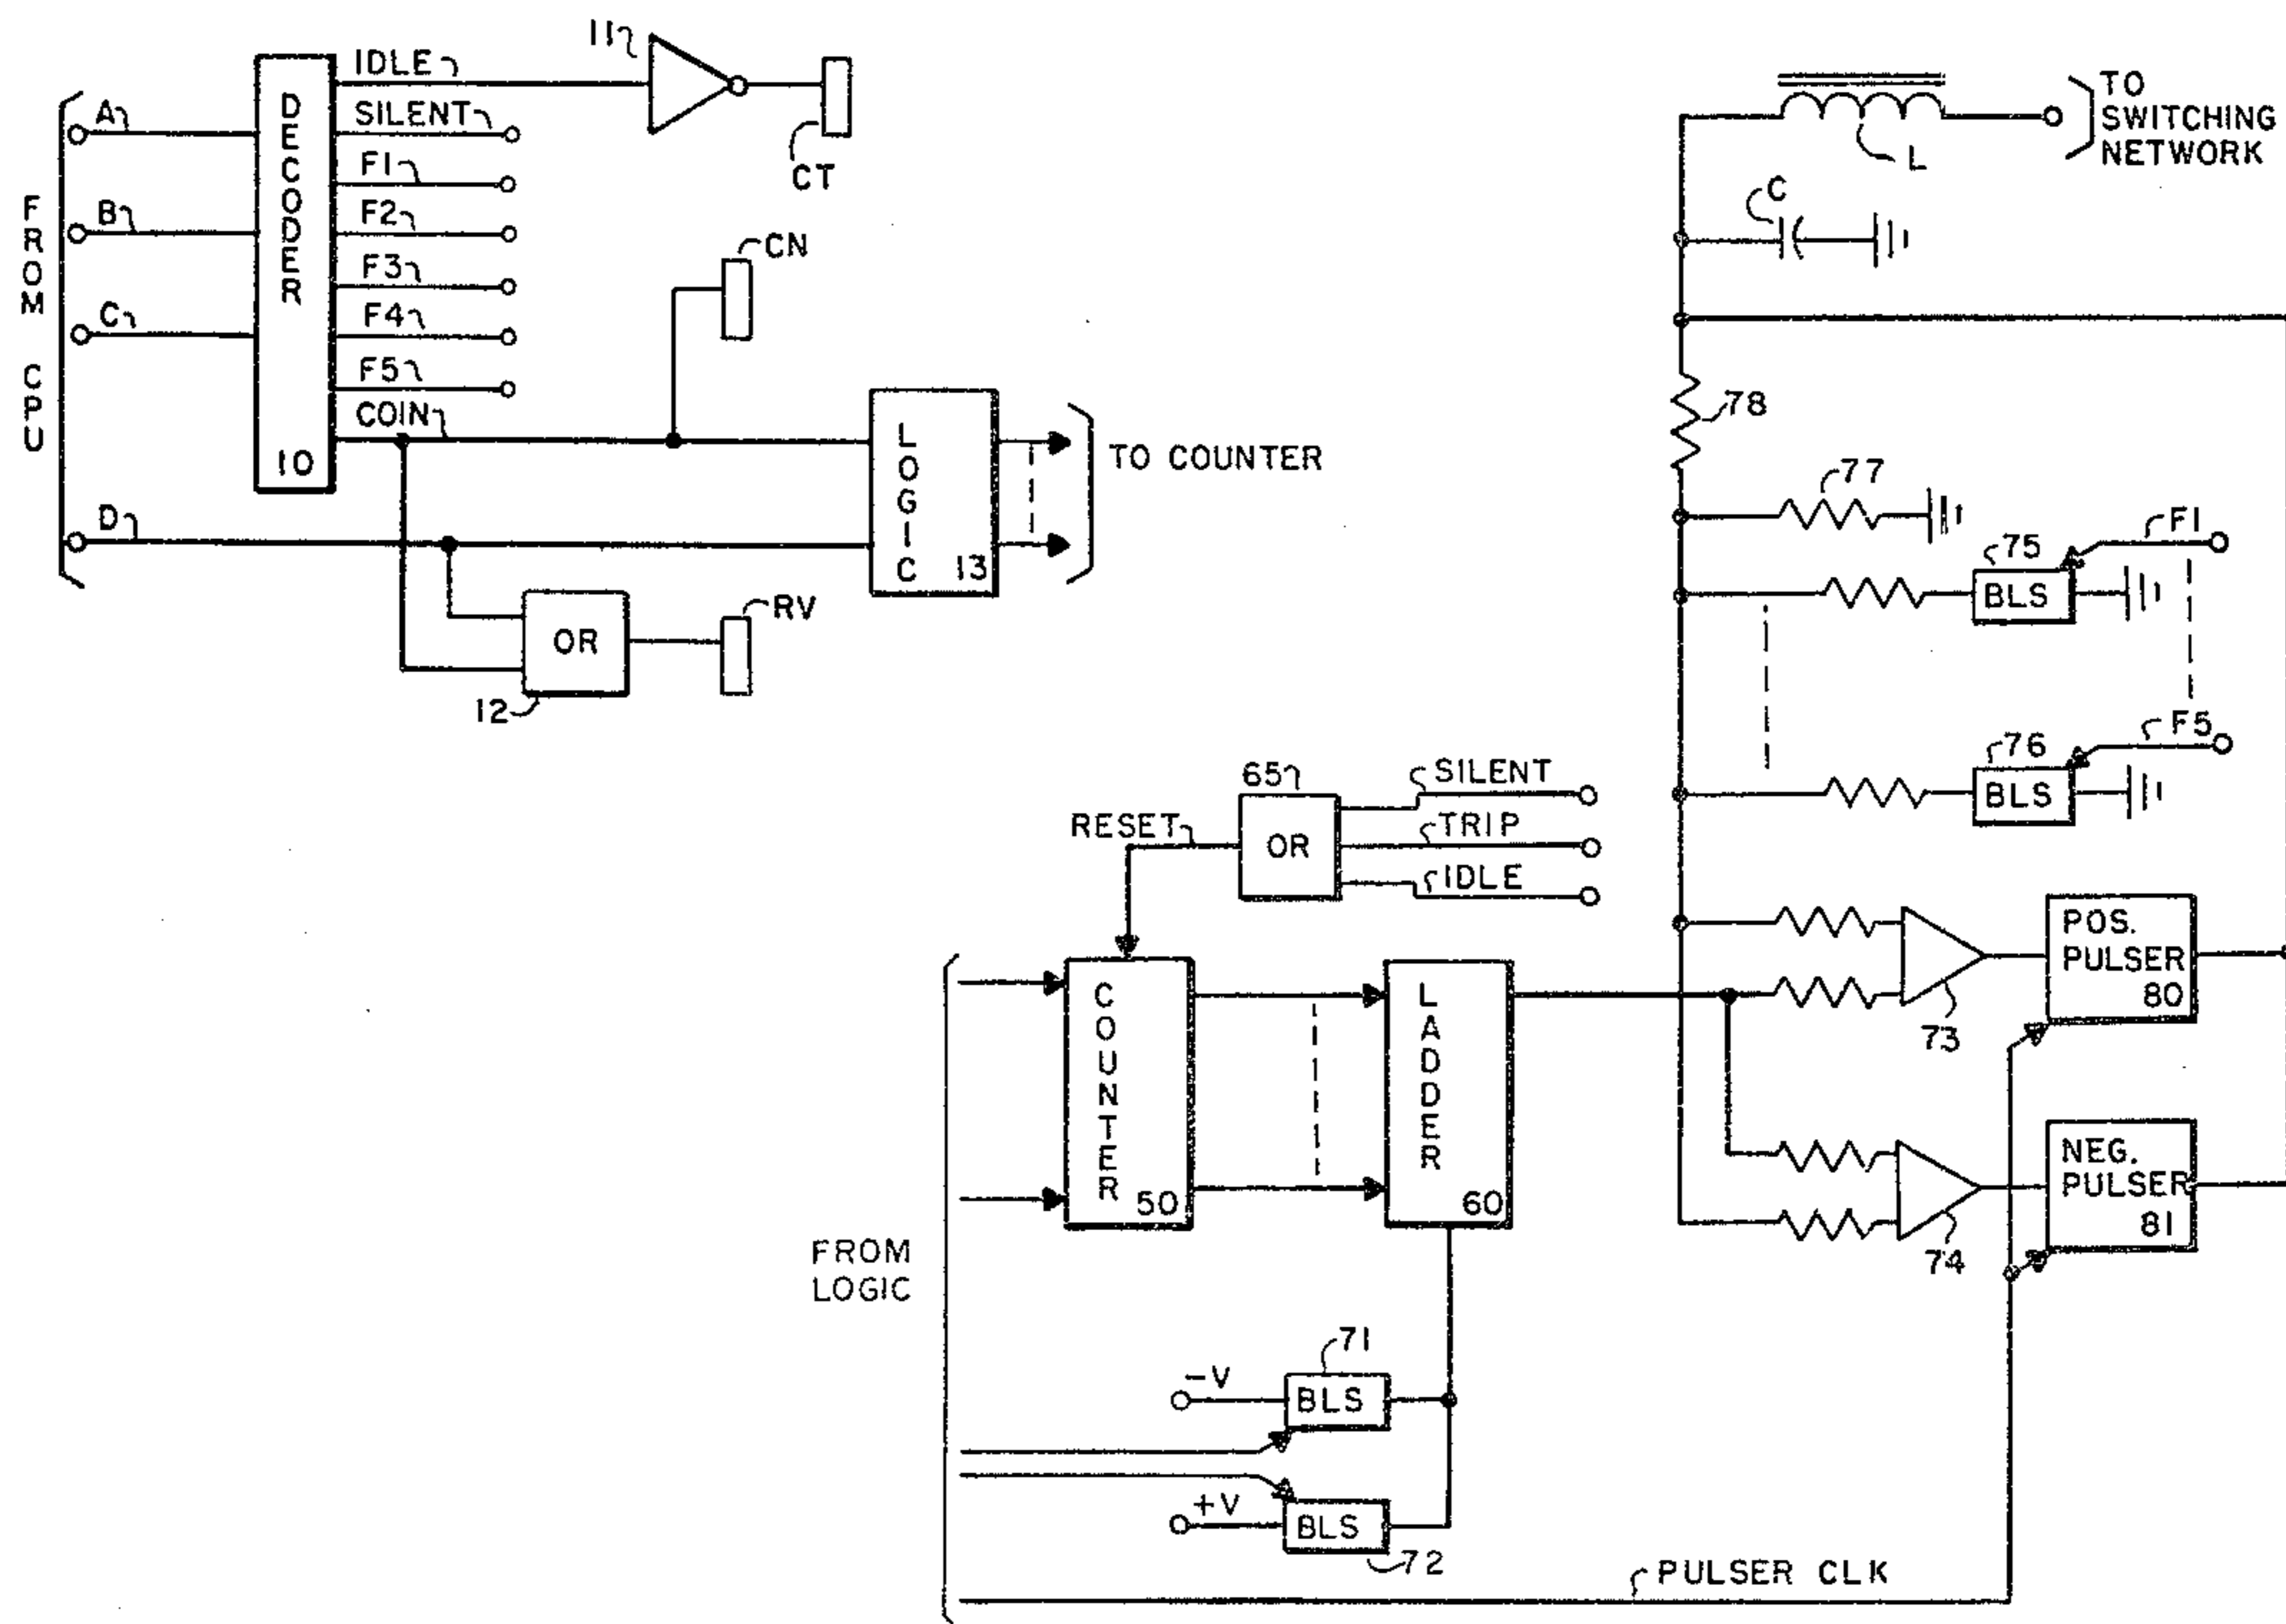 FROM CPU
A
B
C
D
DECODER
10
IDLE
SILENT
F1
F2
F3
F4
F5
COIN
11
CT
CN
LOGIC
13
TO COUNTER
OR
12
RV
TO
SWITCHING
NETWORK
L
C
78
77
75
BLS
F1
76
BLS
F5
65
OR
SILENT
TRIP
IDLE
RESET
COUNTER
50
LADDER
60
73
POS.
PULSER
80
74
NEG.
PULSER
81
FROM
LOGIC
71
-V
BLS
+V
BLS
72
PULSER CLK